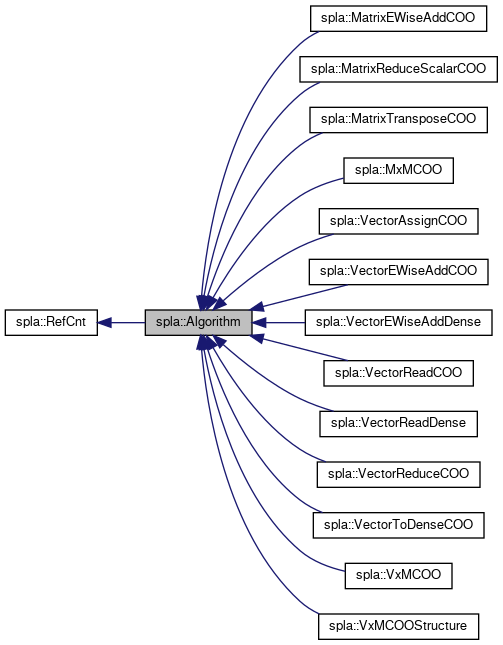 spla::MatrixEWiseAddCOO
spla::MatrixReduceScalarCOO
spla::MatrixTransposeCOO
spla::MxMCOO
spla::VectorAssignCOO
spla::VectorEWiseAddCOO
spla::RefCnt
spla::Algorithm
spla::VectorEWiseAddDense
spla::VectorReadCOO
spla::VectorReadDense
spla::VectorReduceCOO
spla::VectorToDenseCOO
spla::VxMCOO
spla::VxMCOOStructure